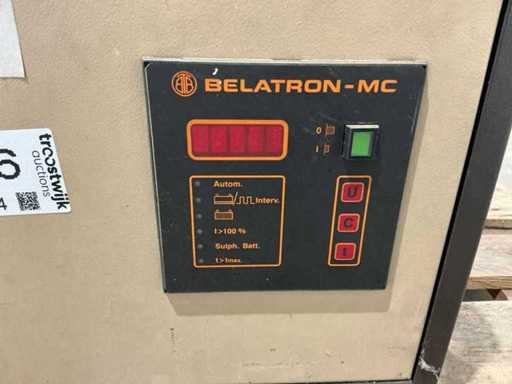 BELATRON-MC
0
I
Autom.
Interv.
I>100 %
Sulph. Batt.
t>tmax.
U
C
t
troostwijk
auctions